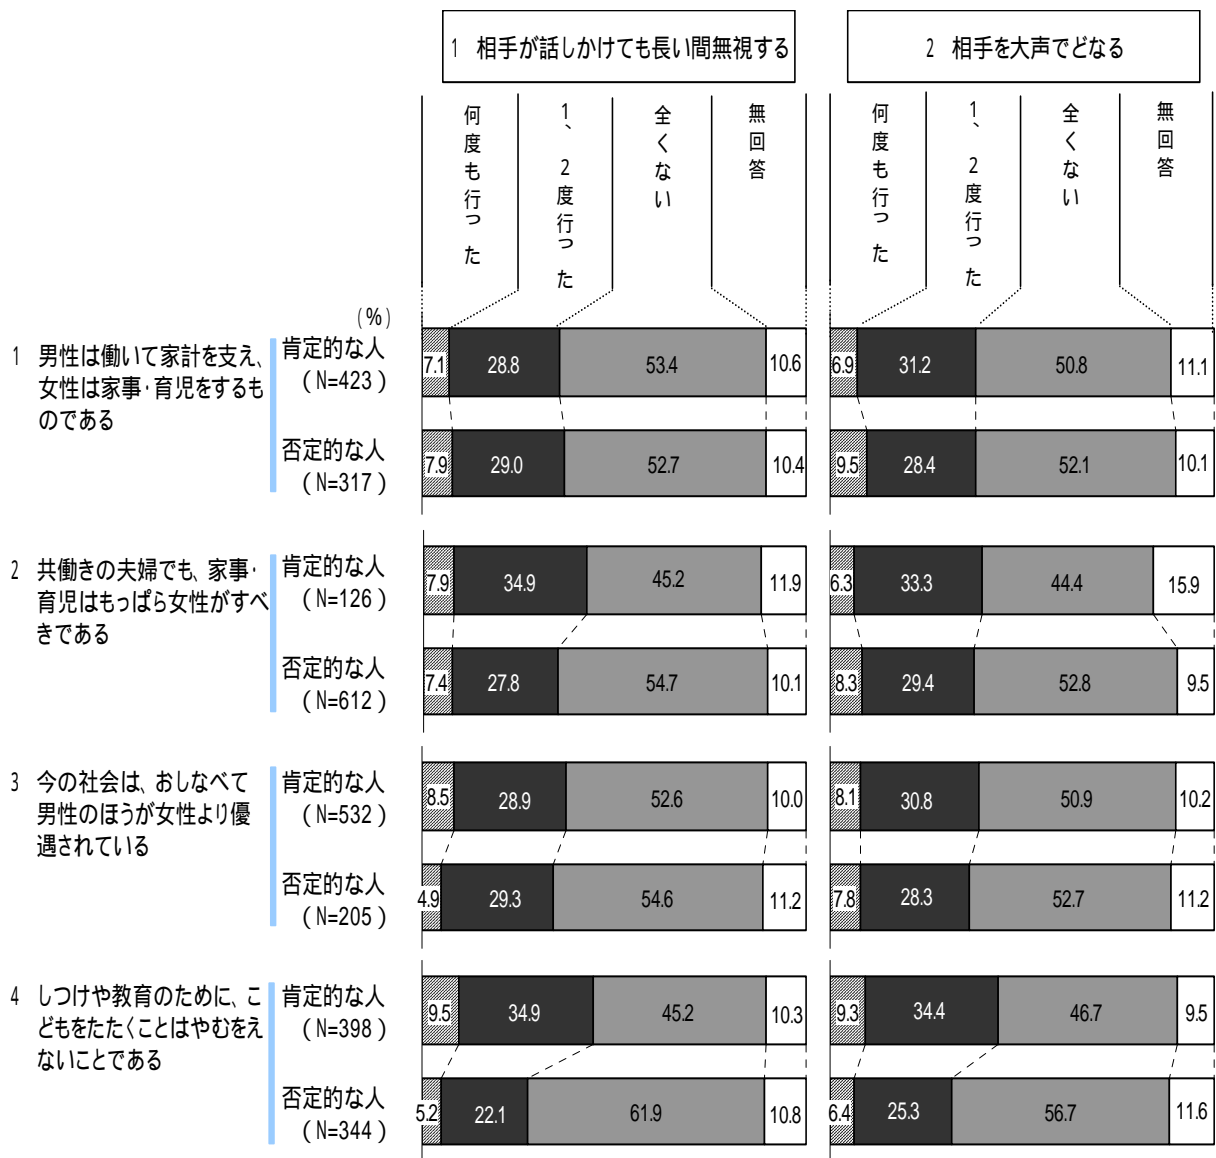 1 相手が話しかけても長い間無視する
2 相手を大声でどなる
何度も行った
1、2度行った
全くない
無回答
何度も行った
1、2度行った
全くない
無回答
(%)
1 男性は働いて家計を支え、
女性は家事・育児をするも
のである
肯定的な人
(N=423)
7.1 28.8 53.4 10.6
6.9 31.2 50.8 11.1
否定的な人
(N=317)
7.9 29.0 52.7 10.4
9.5 28.4 52.1 10.1
2 共働きの夫婦でも、家事・
育児はもっぱら女性がすべ
きである
肯定的な人
(N=126)
7.9 34.9 45.2 11.9
6.3 33.3 44.4 15.9
否定的な人
(N=612)
7.4 27.8 54.7 10.1
8.3 29.4 52.8 9.5
3 今の社会は、おしなべて
男性のほうが女性より優
遇されている
肯定的な人
(N=532)
8.5 28.9 52.6 10.0
8.1 30.8 50.9 10.2
否定的な人
(N=205)
4.9 29.3 54.6 11.2
7.8 28.3 52.7 11.2
4 しつけや教育のために、こ
どもをたたくことはやむをえ
ないことである
肯定的な人
(N=398)
9.5 34.9 45.2 10.3
9.3 34.4 46.7 9.5
否定的な人
(N=344)
5.2 22.1 61.9 10.8
6.4 25.3 56.7 11.6